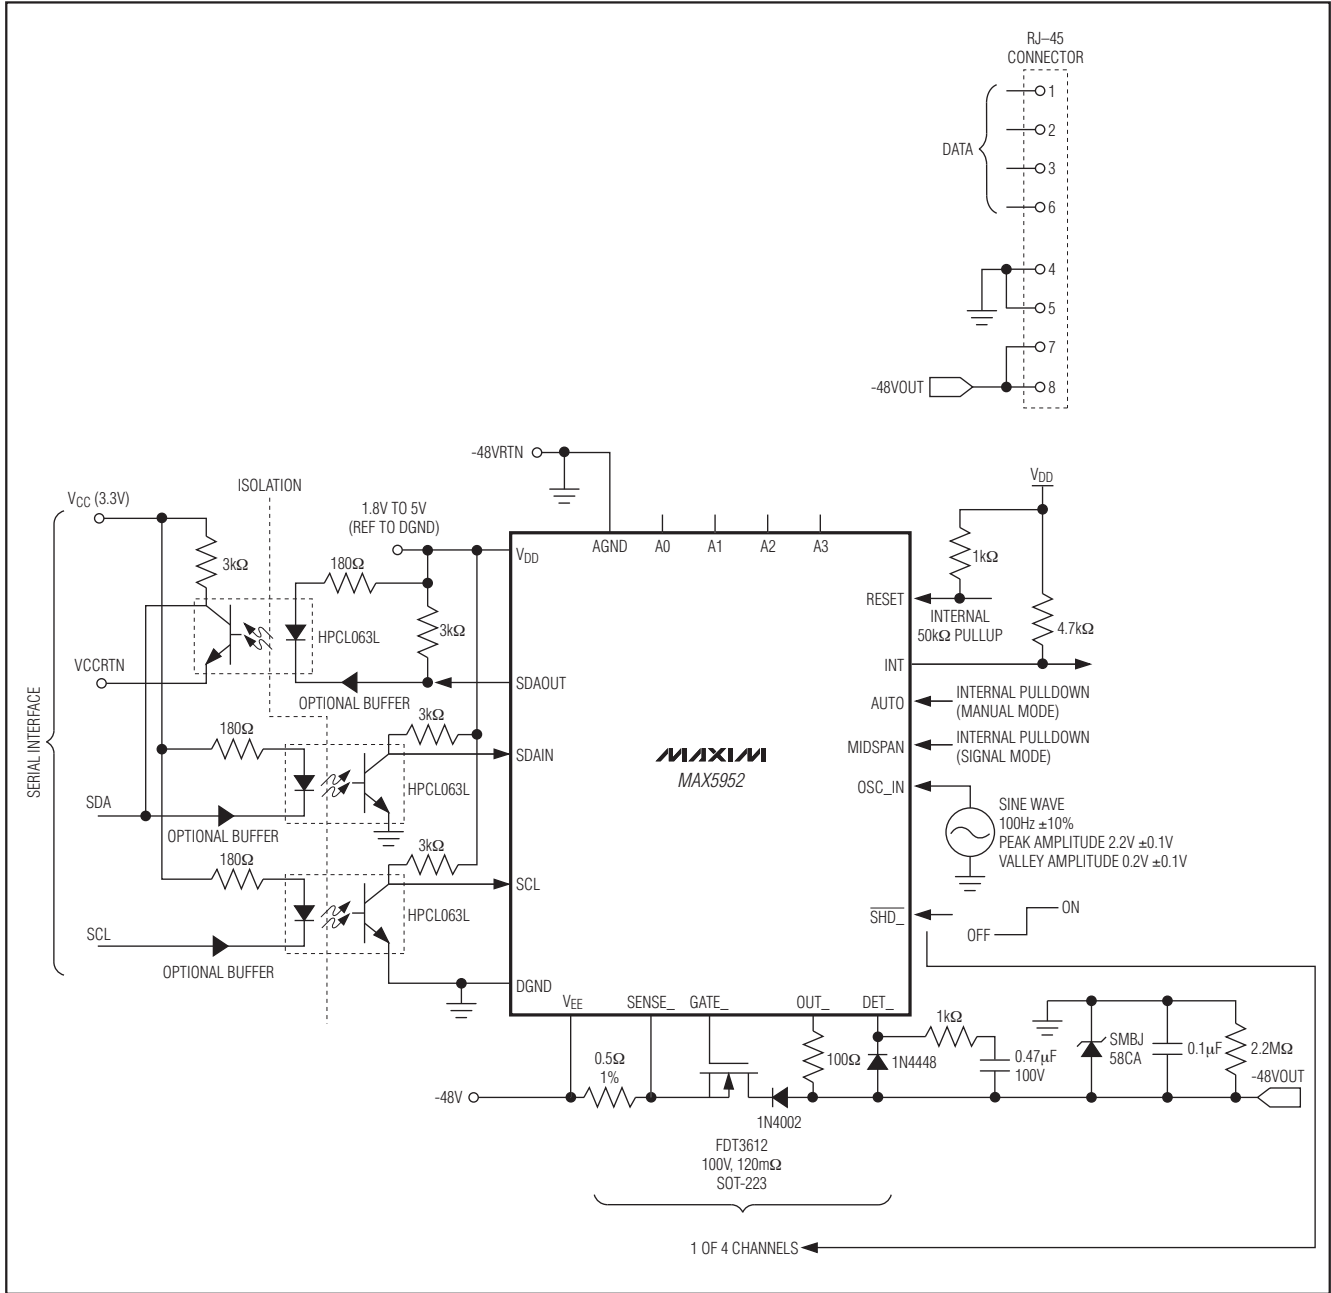 RJ–45
CONNECTOR
1
2
DATA
3
6
4
5
7
-48VOUT
8
-48VRTN
ISOLATION
VCC (3.3V)
1.8V TO 5V
(REF TO DGND)
VDD
3kΩ
180Ω
VDD
AGND
A0
A1
A2
A3
1kΩ
RESET
INTERNAL
50kΩ PULLUP
4.7kΩ
HPCL063L
3kΩ
VCCRTN
INT
SDAOUT
OPTIONAL BUFFER
AUTO
INTERNAL PULLDOWN
(MANUAL MODE)
SERIAL INTERFACE
180Ω
3kΩ
SDAIN
MAXIM
MAX5952
MIDSPAN
INTERNAL PULLDOWN
(SIGNAL MODE)
OSC_IN
HPCL063L
SDA
OPTIONAL BUFFER
SINE WAVE
100Hz ±10%
PEAK AMPLITUDE 2.2V ±0.1V
VALLEY AMPLITUDE 0.2V ±0.1V
180Ω
3kΩ
SCL
HPCL063L
SHD_
ON
OFF
SCL
OPTIONAL BUFFER
DGND
VEE
SENSE_
GATE_
OUT_
DET_
1kΩ
0.5Ω
1%
100Ω
1N4448
0.47µF
100V
SMBJ
58CA
0.1µF
2.2MΩ
-48VOUT
-48V
1N4002
FDT3612
100V, 120mΩ
SOT-223
1 OF 4 CHANNELS